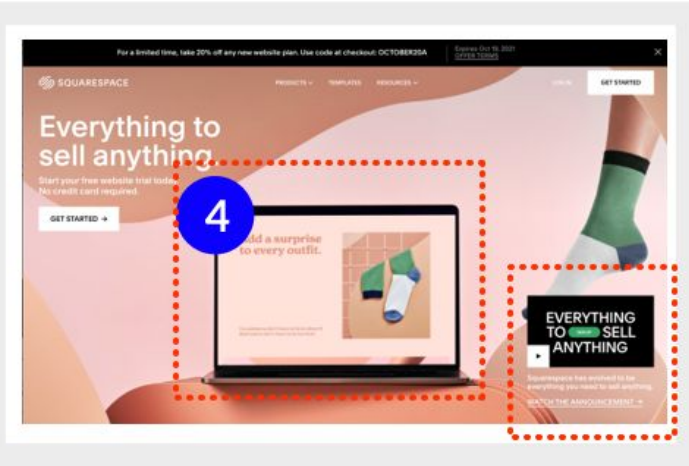 For a limited time, take 20% off any new website plan. Use code at checkout: OCTOBER20A
Expires Oct 19, 2021
OFFER TERMS
SQUARESPACE
PRODUCTS
TEMPLATES
RESOURCES
LOG IN
GET STARTED
Everything to
sell anything.
Start your free website trial today.
No credit card required.
GET STARTED →
4
Add a surprise
to every outfit.
EVERYTHING
TO SELL
ANYTHING
Squarespace has evolved to be
everything you need to sell anything.
WATCH THE ANNOUNCEMENT →